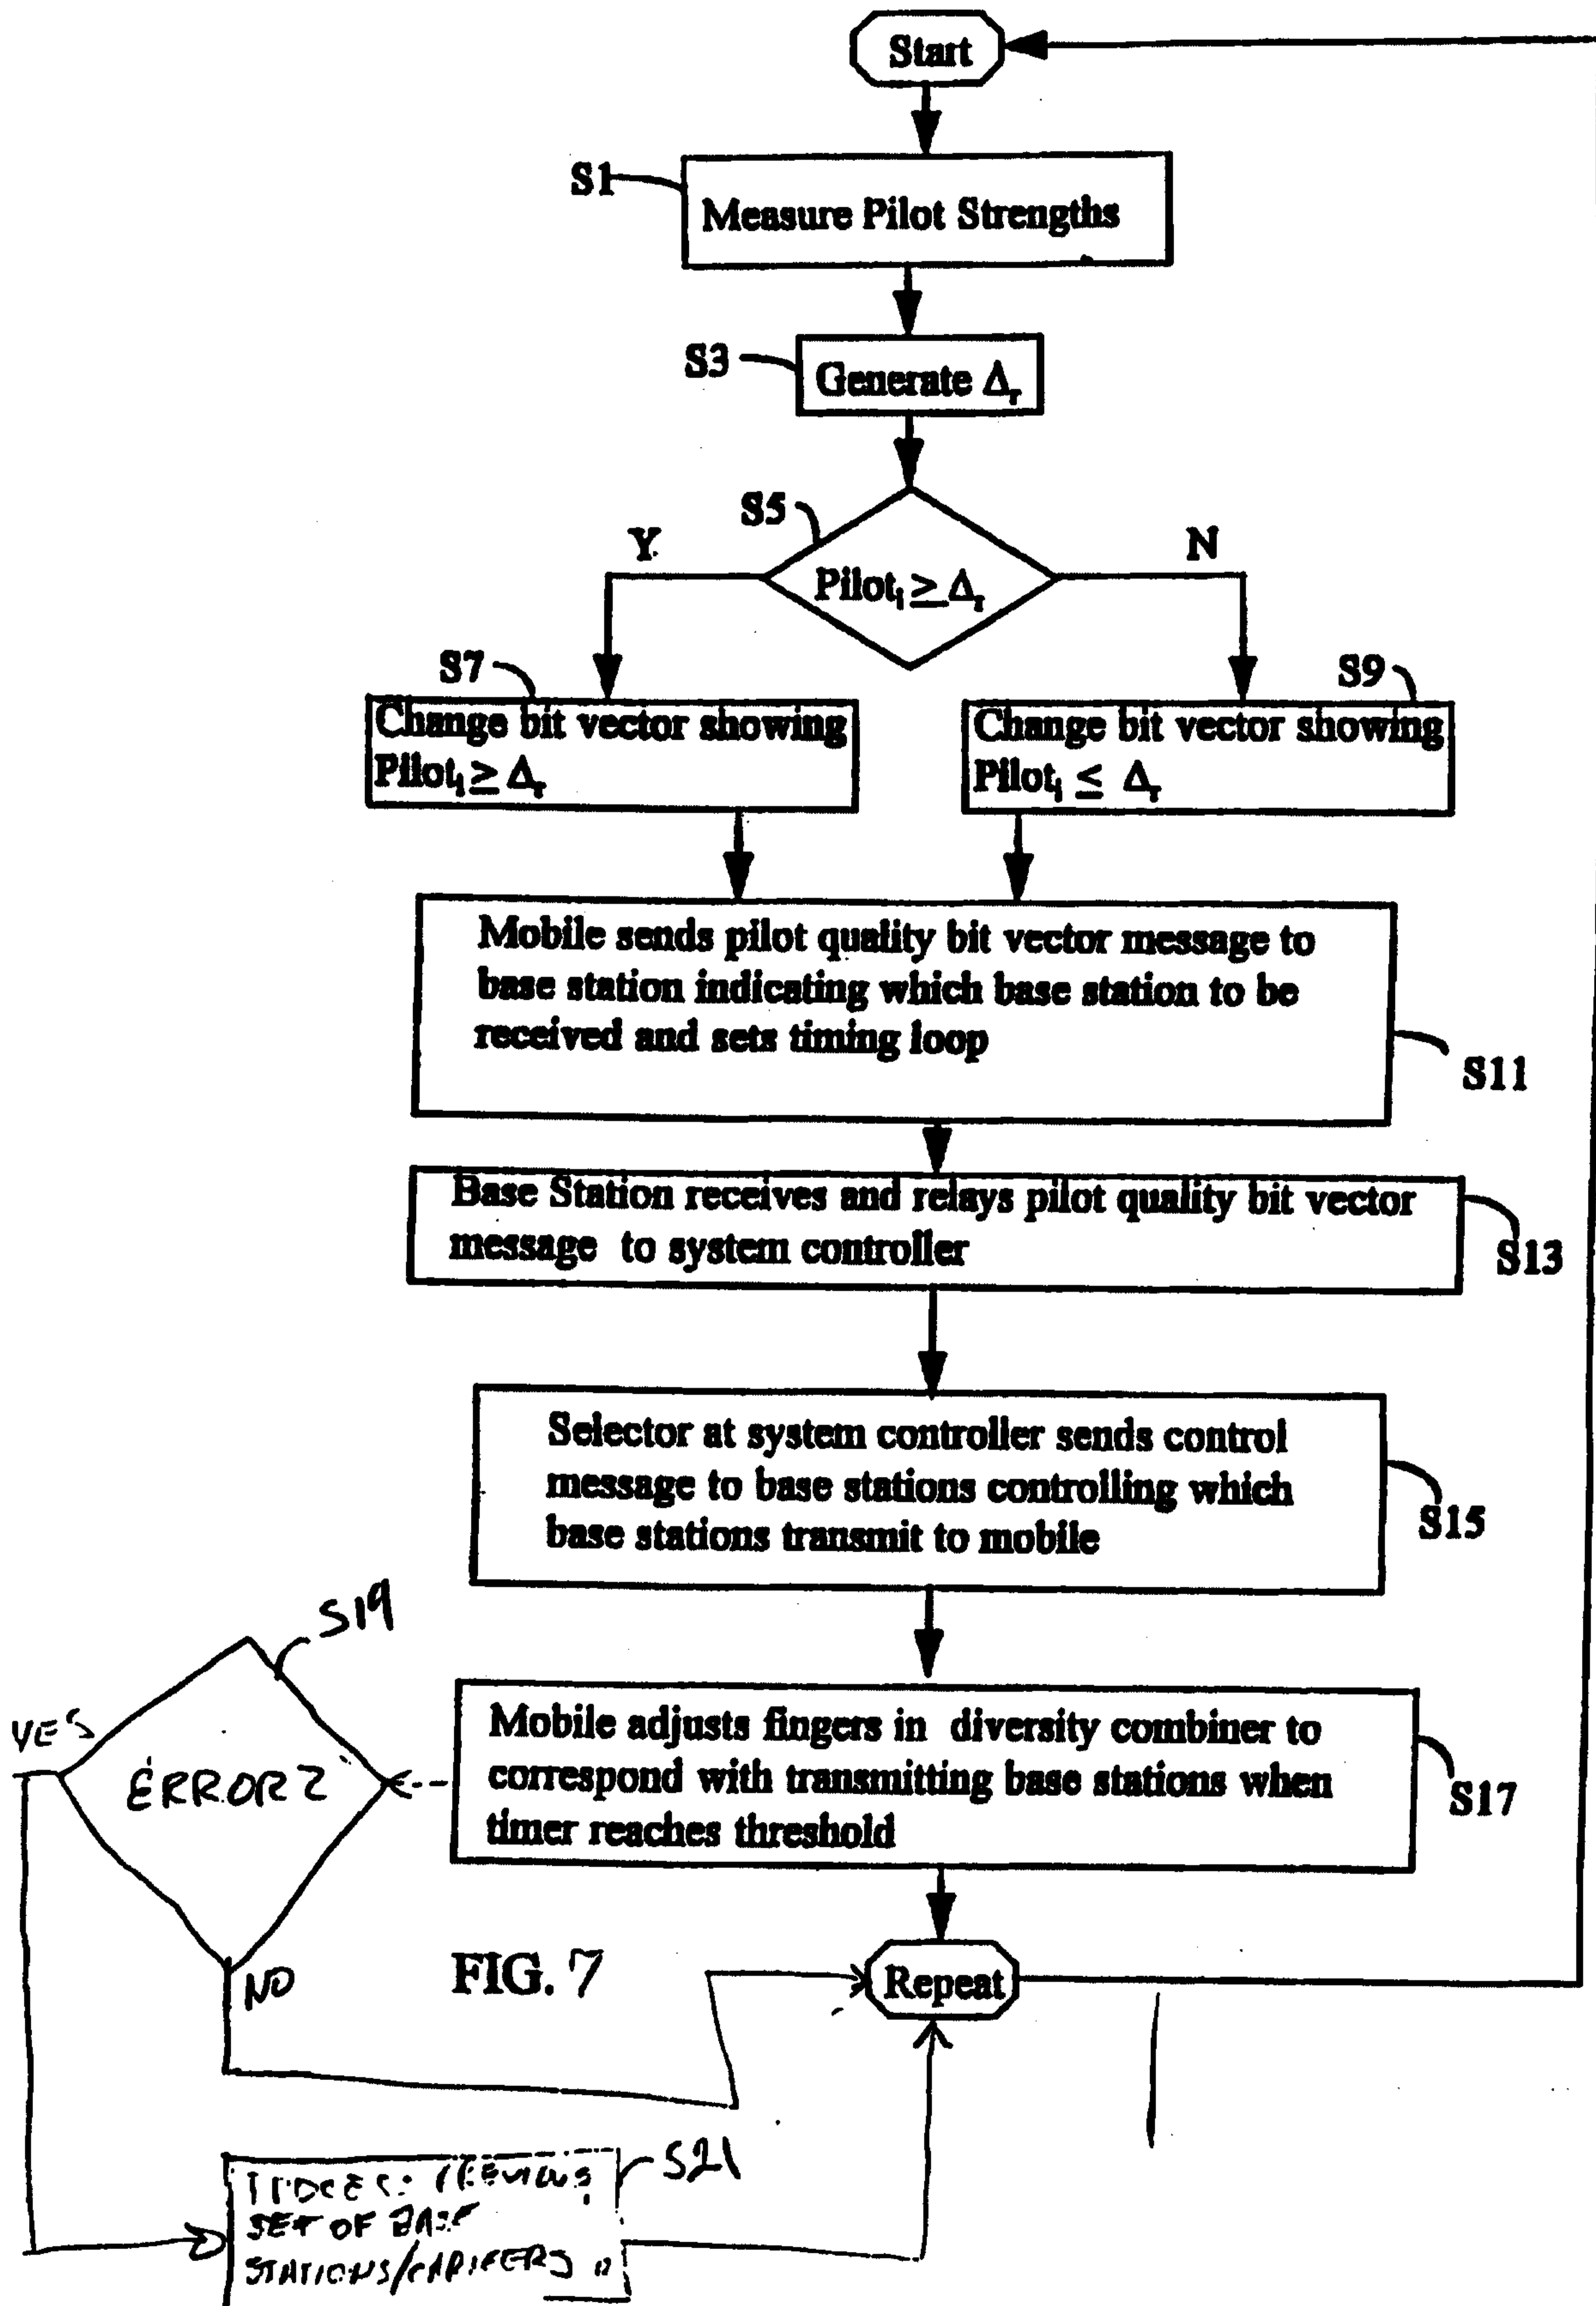 Start
S1
Measure Pilot Strengths
S3
Generate Δr
S5
Y
N
Piloti ≥ Δr
S7
S9
Change bit vector showing
Piloti ≥ Δr
Change bit vector showing
Piloti ≤ Δr
Mobile sends pilot quality bit vector message to
base station indicating which base station to be
received and sets timing loop
S11
Base Station receives and relays pilot quality bit vector
message to system controller
S13
Selector at system controller sends control
message to base stations controlling which
base stations transmit to mobile
S15
S19
YES
ERROR?
Mobile adjusts fingers in diversity combiner to
correspond with transmitting base stations when
timer reaches threshold
S17
NO
FIG. 7
Repeat
S21
PREVIOUS
SET OF BASE
STATIONS/CARRIERS